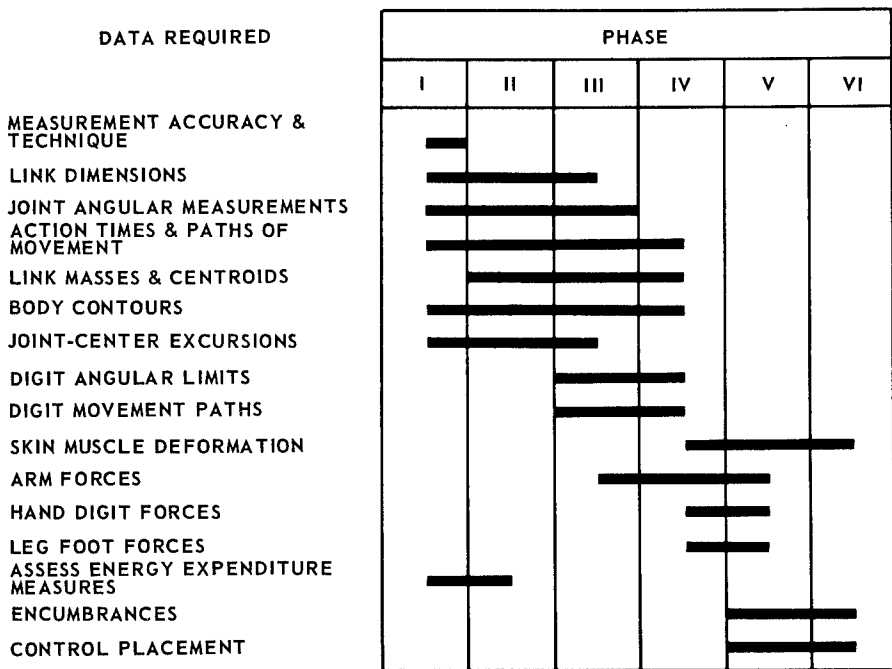 DATA REQUIRED
PHASE
I II III IV V VI
MEASUREMENT ACCURACY &
TECHNIQUE
LINK DIMENSIONS
JOINT ANGULAR MEASUREMENTS
ACTION TIMES & PATHS OF
MOVEMENT
LINK MASSES & CENTROIDS
BODY CONTOURS
JOINT-CENTER EXCURSIONS
DIGIT ANGULAR LIMITS
DIGIT MOVEMENT PATHS
SKIN MUSCLE DEFORMATION
ARM FORCES
HAND DIGIT FORCES
LEG FOOT FORCES
ASSESS ENERGY EXPENDITURE
MEASURES
ENCUMBRANCES
CONTROL PLACEMENT